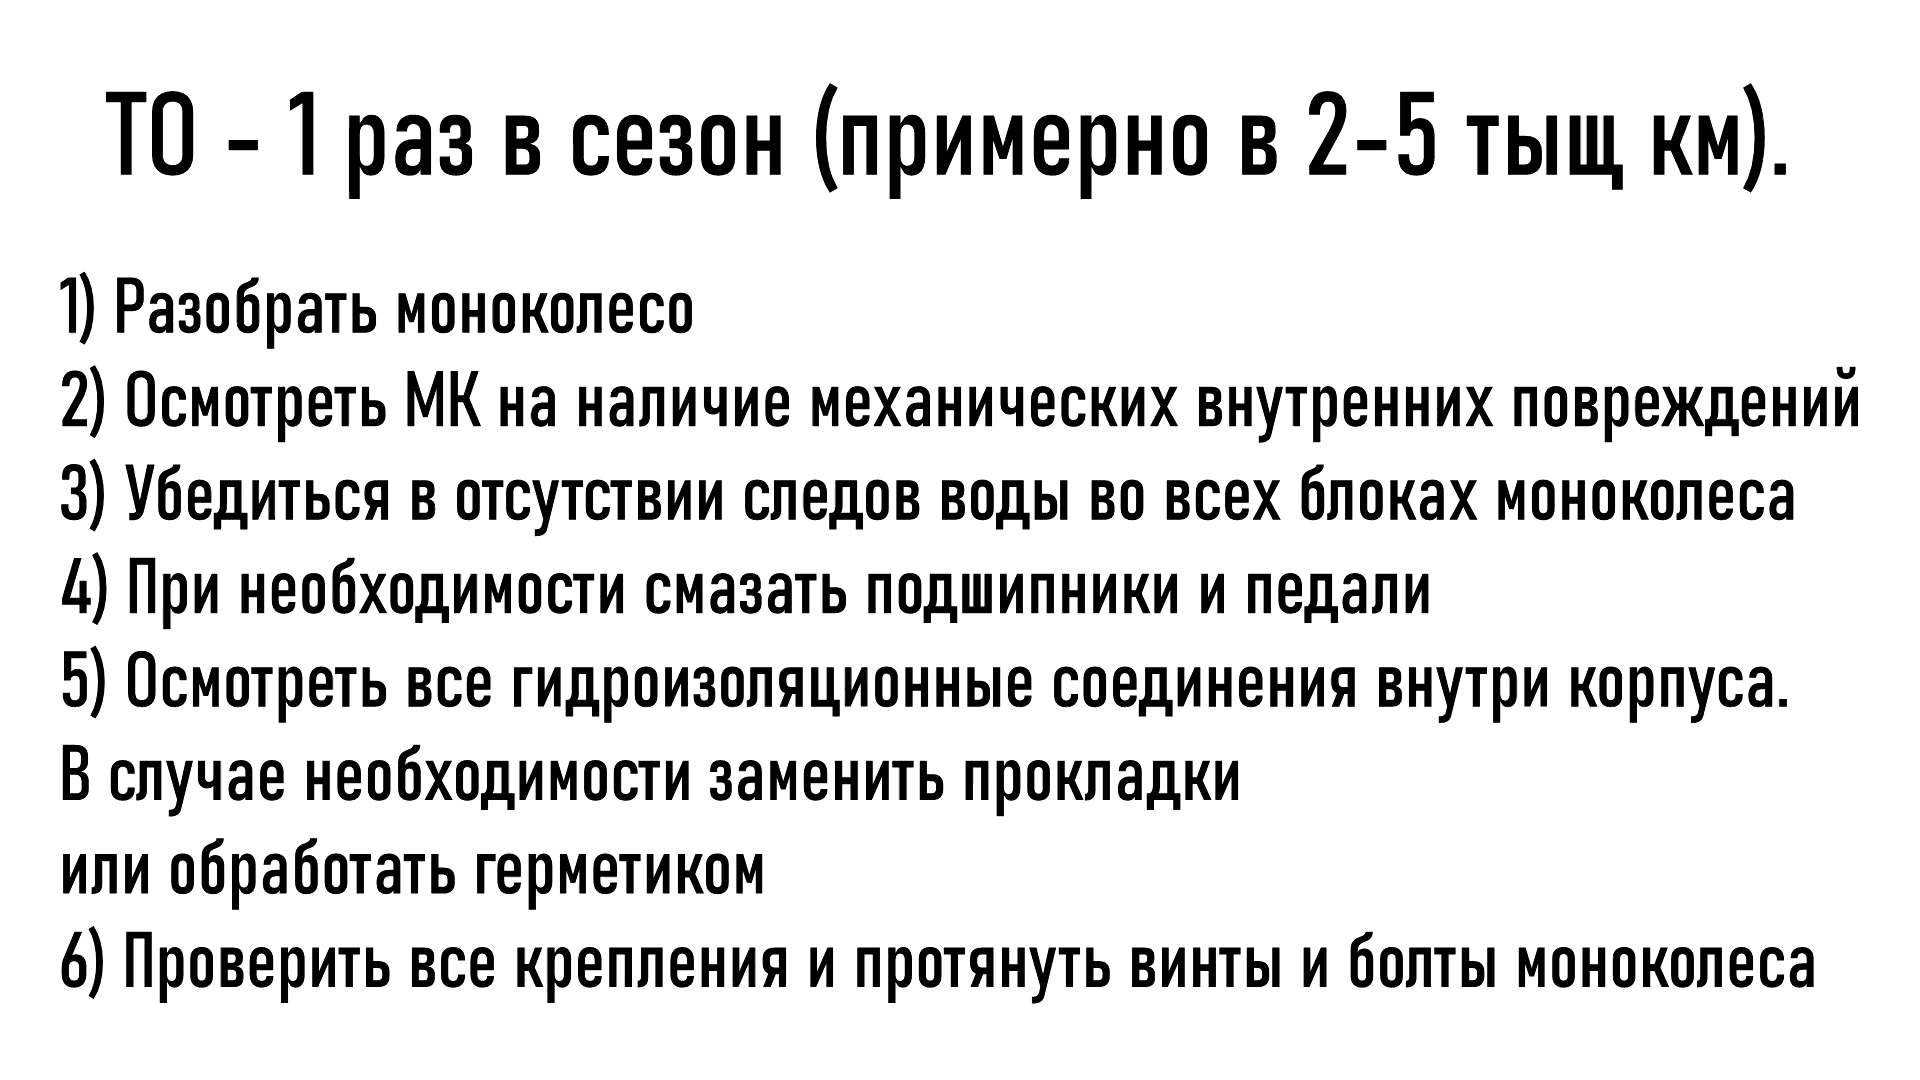 ТО - 1 раз в сезон (примерно в 2-5 тыщ км).
1) Разобрать моноколесо
2) Осмотреть МК на наличие механических внутренних повреждений
3) Убедиться в отсутствии следов воды во всех блоках моноколеса
4) При необходимости смазать подшипники и педали
5) Осмотреть все гидроизоляционные соединения внутри корпуса.
В случае необходимости заменить прокладки
или обработать герметиком
6) Проверить все крепления и протянуть винты и болты моноколеса